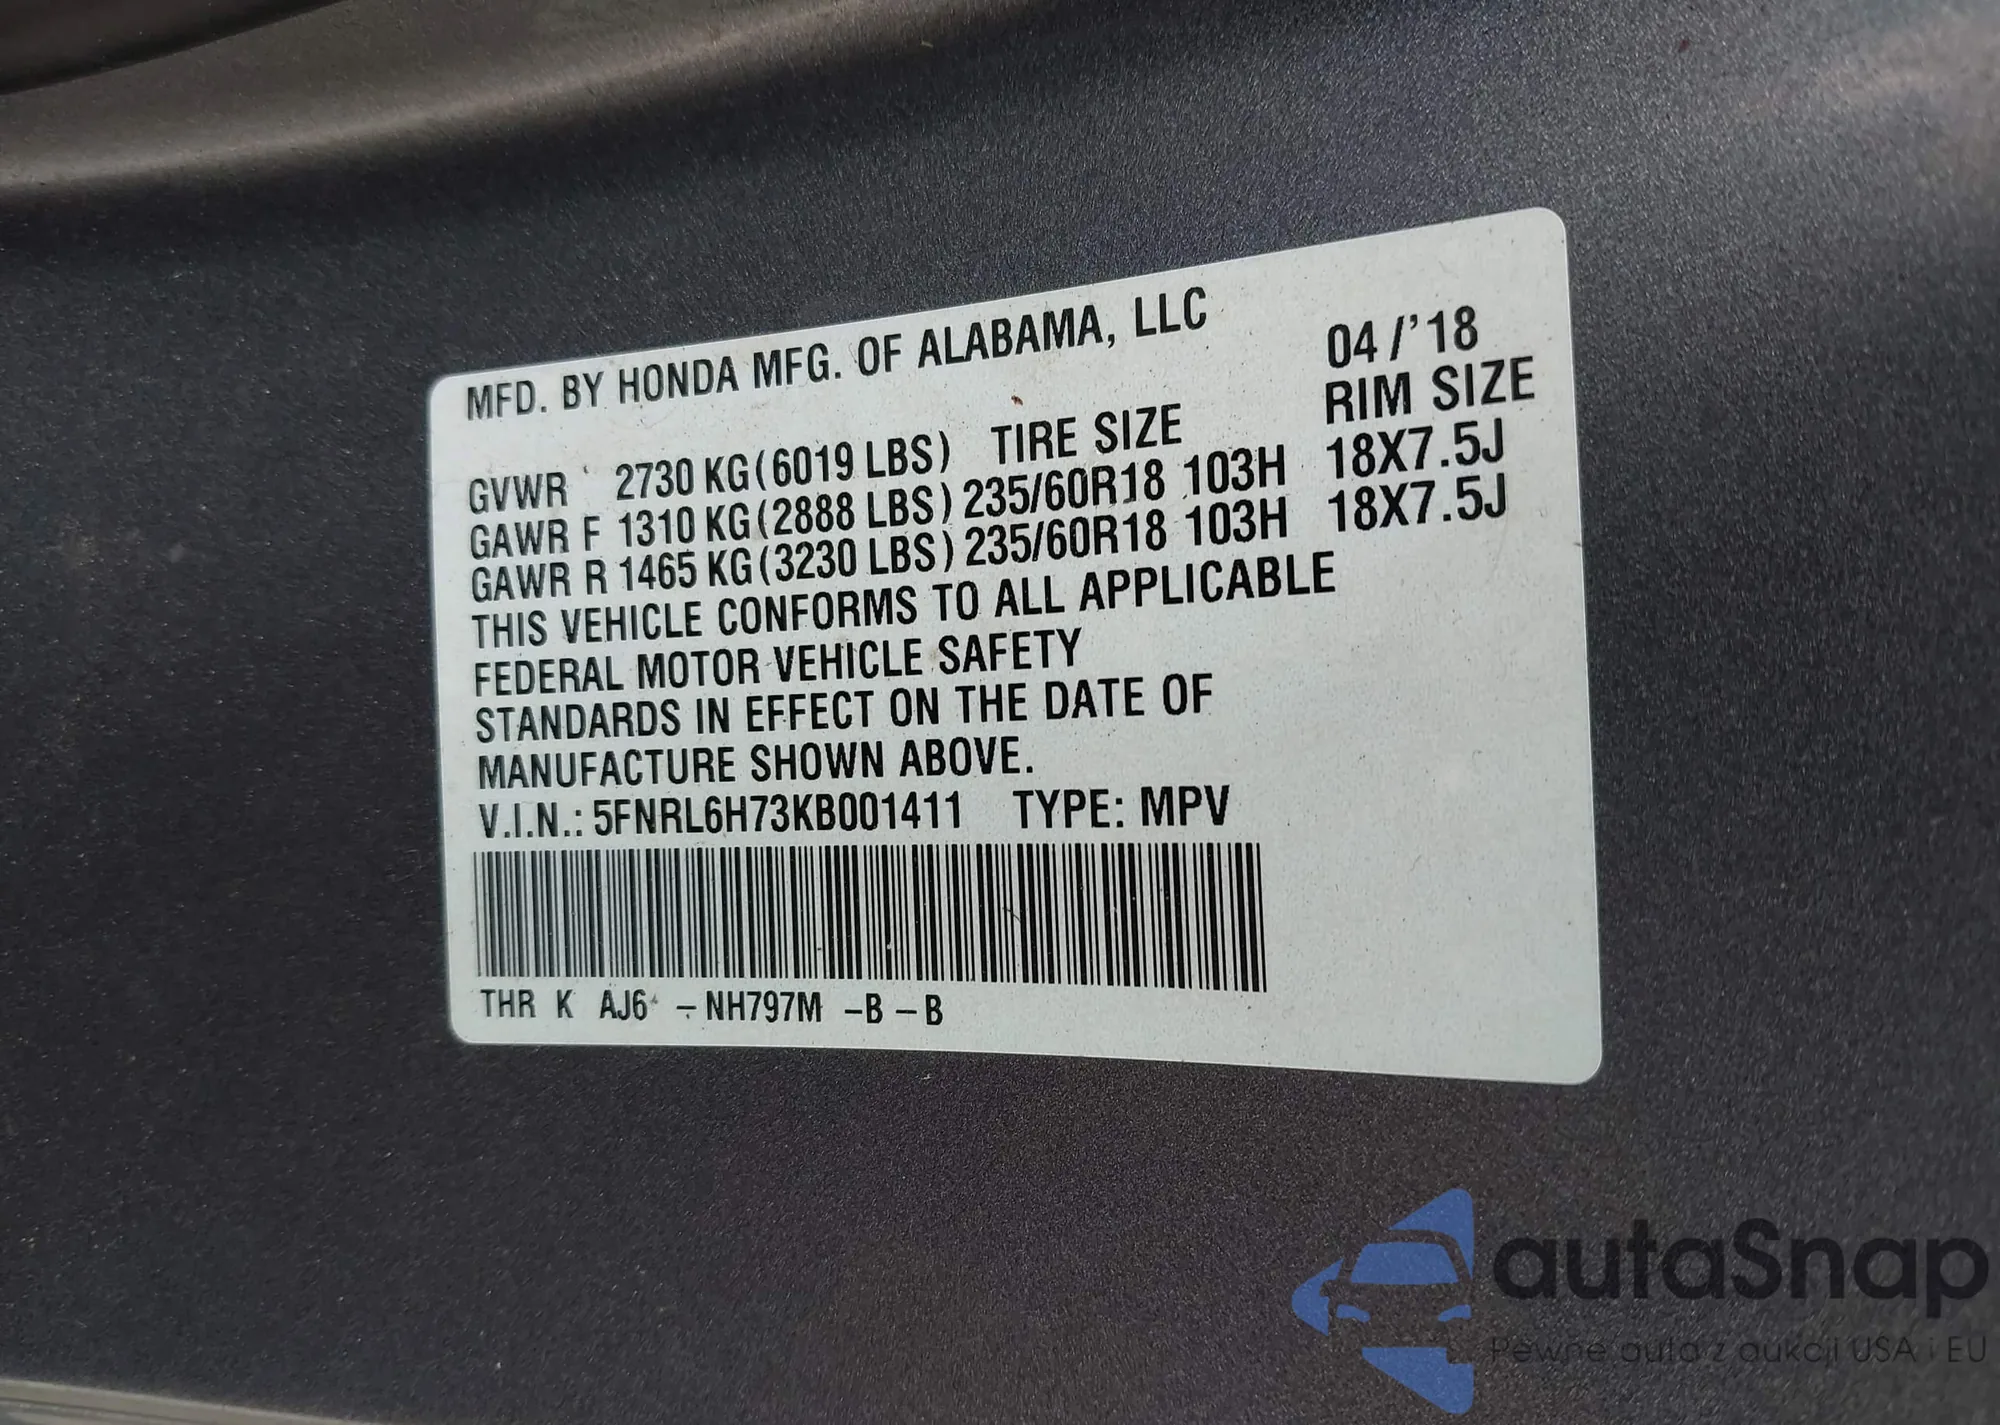 MFD. BY HONDA MFG. OF ALABAMA, LLC 04/'18
RIM SIZE
GVWR 2730 KG(6019 LBS) TIRE SIZE
GAWR F 1310 KG(2888 LBS) 235/60R18 103H 18X7.5J
GAWR R 1465 KG(3230 LBS) 235/60R18 103H 18X7.5J
THIS VEHICLE CONFORMS TO ALL APPLICABLE
FEDERAL MOTOR VEHICLE SAFETY
STANDARDS IN EFFECT ON THE DATE OF
MANUFACTURE SHOWN ABOVE.
V.I.N.: 5FNRL6H73KB001411 TYPE: MPV
THR K AJ6 - NH797M -B -B
autaSnap
Pewne auta z aukcji USA i EU